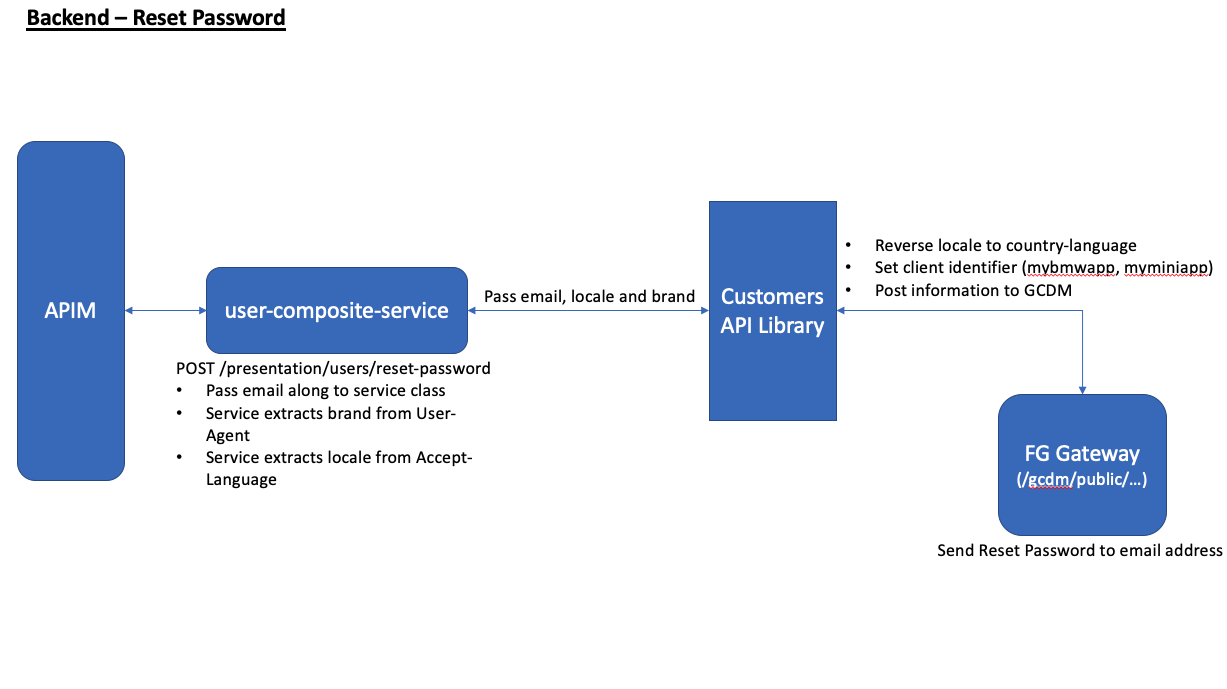 Backend – Reset Password
APIM
user-composite-service
POST /presentation/users/reset-password
• Pass email along to service class
• Service extracts brand from User-
Agent
• Service extracts locale from Accept-
Language
Pass email, locale and brand
Customers
API Library
• Reverse locale to country-language
• Set client identifier (mybmwapp, myminiapp)
• Post information to GCDM
FG Gateway
(/gcdm/public/...)
Send Reset Password to email address